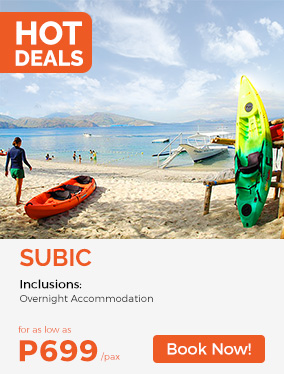 HOT
DEALS
SUBIC
Inclusions:
Overnight Accommodation
for as low as
P699 /pax
Book Now!